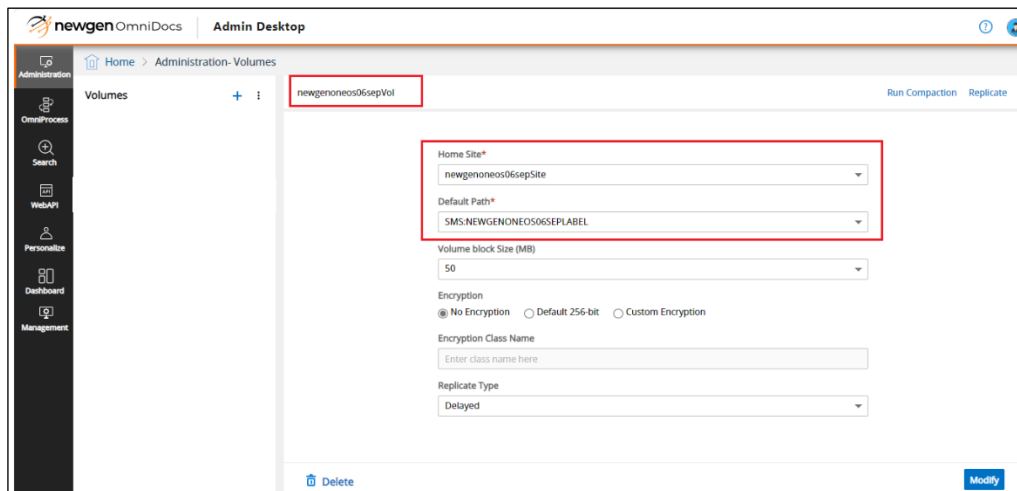 newgen OmniDocs Admin Desktop
Administration
Home > Administration- Volumes
Volumes + ⋮
newgenoneos06sepVol
Run Compaction Replicate
OmniProcess
Search
API
WebAPI
Personalize
Dashboard
Management
Home Site*
newgenoneos06sepSite
Default Path*
SMS:NEWGENONEOS06SEPLABEL
Volume block Size (MB)
50
Encryption
No Encryption Default 256-bit Custom Encryption
Encryption Class Name
Enter class name here
Replicate Type
Delayed
Delete
Modify